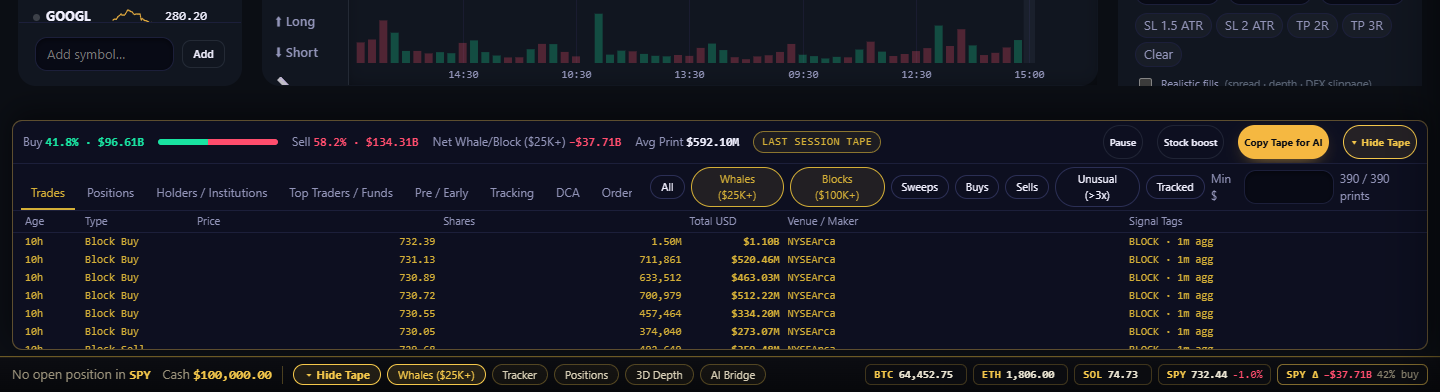 GOOGL 280.20
Add symbol... Add
Long
Short
14:30 10:30 13:30 09:30 12:30 15:00
SL 1.5 ATR SL 2 ATR TP 2R TP 3R
Clear
Realistic fills (spread · depth · DEX slippage)
Buy 41.8% · $96.61B Sell 58.2% · $134.31B Net Whale/Block ($25K+) −$37.71B Avg Print $592.10M LAST SESSION TAPE Pause Stock boost Copy Tape for AI Hide Tape
Trades Positions Holders / Institutions Top Traders / Funds Pre / Early Tracking DCA Order All Whales ($25K+) Blocks ($100K+) Sweeps Buys Sells Unusual (>3x) Tracked Min $ 390 / 390 prints
Age Type Price Shares Total USD Venue / Maker Signal Tags
10h Block Buy 732.39 1.50M $1.10B NYSEArca BLOCK · 1m agg
10h Block Buy 731.13 711,861 $520.46M NYSEArca BLOCK · 1m agg
10h Block Buy 730.89 633,512 $463.03M NYSEArca BLOCK · 1m agg
10h Block Buy 730.72 700,979 $512.22M NYSEArca BLOCK · 1m agg
10h Block Buy 730.55 457,464 $334.20M NYSEArca BLOCK · 1m agg
10h Block Buy 730.05 374,040 $273.07M NYSEArca BLOCK · 1m agg
10h Block Sell NYSEArca BLOCK · 1m agg
No open position in SPY Cash $100,000.00 Hide Tape Whales ($25K+) Tracker Positions 3D Depth AI Bridge BTC 64,452.75 ETH 1,806.00 SOL 74.73 SPY 732.44 -1.0% SPY Δ −$37.71B 42% buy